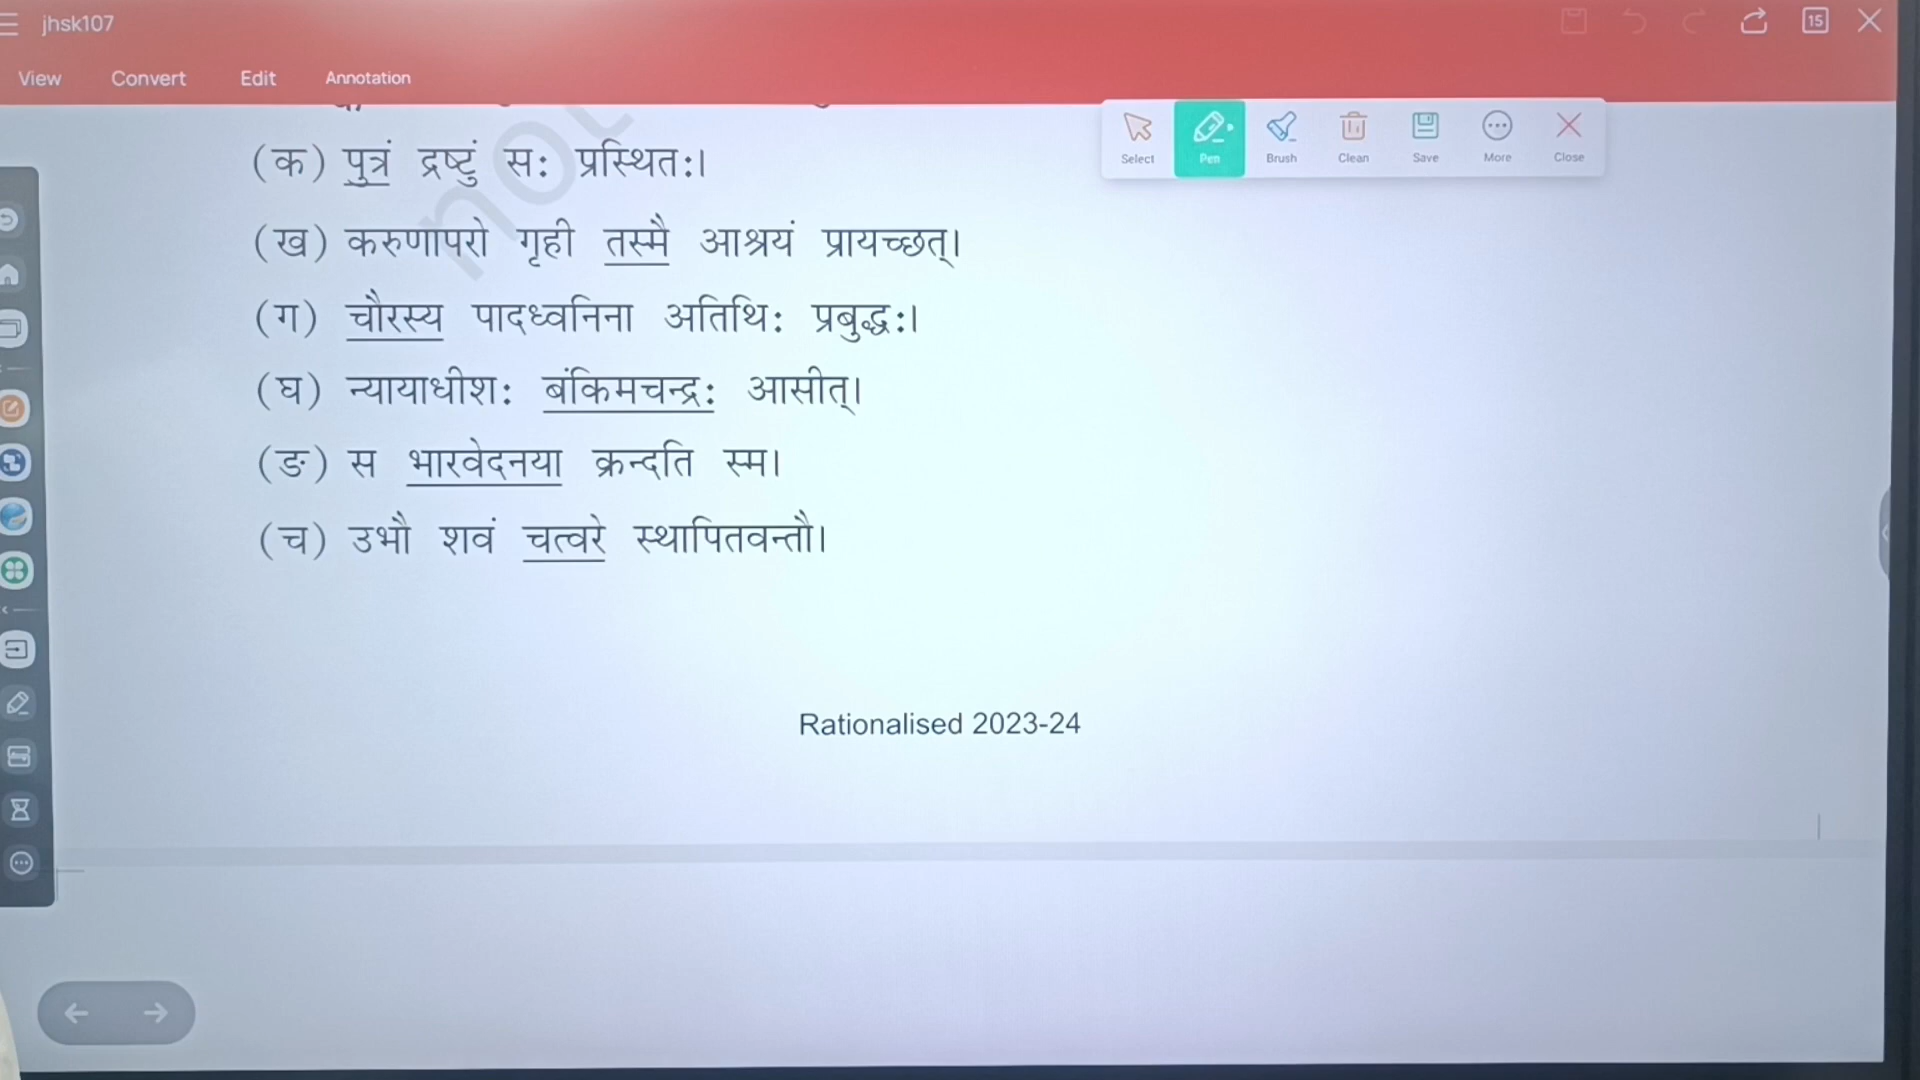 jhsk107
15
View Convert Edit Annotation
Select Pen Brush Clean Save More Close
not
(क) पुत्रं द्रष्टुं सः प्रस्थितः।
(ख) करुणापरो गृही तस्मै आश्रयं प्रायच्छत्।
(ग) चौरस्य पादध्वनिना अतिथिः प्रबुद्धः।
(घ) न्यायाधीशः बंकिमचन्द्रः आसीत्।
(ङ) स भारवेदनया क्रन्दति स्म।
(च) उभौ शवं चत्वरे स्थापितवन्तौ।
Rationalised 2023-24